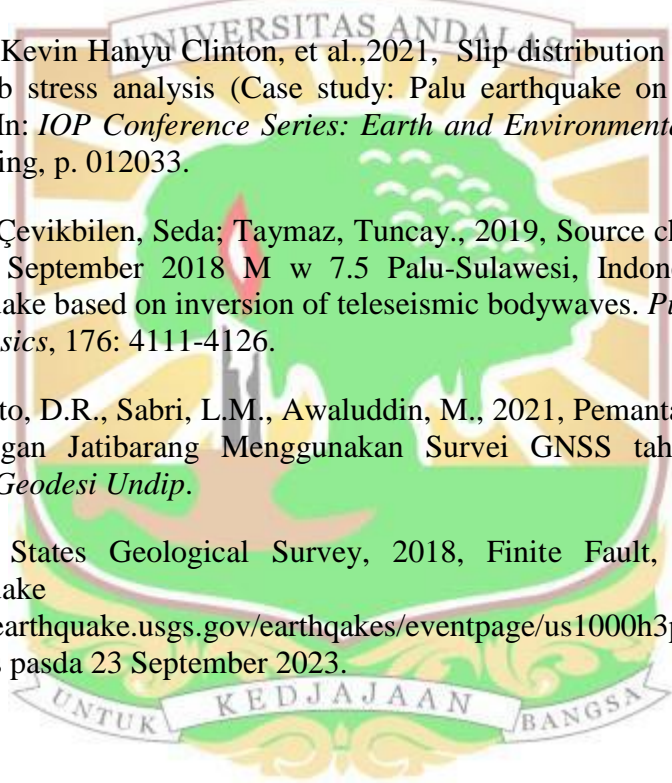 UNIVERSITAS ANDALAS
Kevin Hanyu Clinton, et al.,2021, Slip distribution
b stress analysis (Case study: Palu earthquake on
In: IOP Conference Series: Earth and Environmenta
ing, p. 012033.
Çevikbilen, Seda; Taymaz, Tuncay., 2019, Source cl
September 2018 M w 7.5 Palu-Sulawesi, Indon
ake based on inversion of teleseismic bodywaves. P
sics, 176: 4111-4126.
to, D.R., Sabri, L.M., Awaluddin, M., 2021, Pemanta
ngan Jatibarang Menggunakan Survei GNSS tah
Geodesi Undip.
States Geological Survey, 2018, Finite Fault,
ake
earthquake.usgs.gov/earthqakes/eventpage/us1000h3p
s pasda 23 September 2023.
UNTUK KEDJAJAAN BANGSA